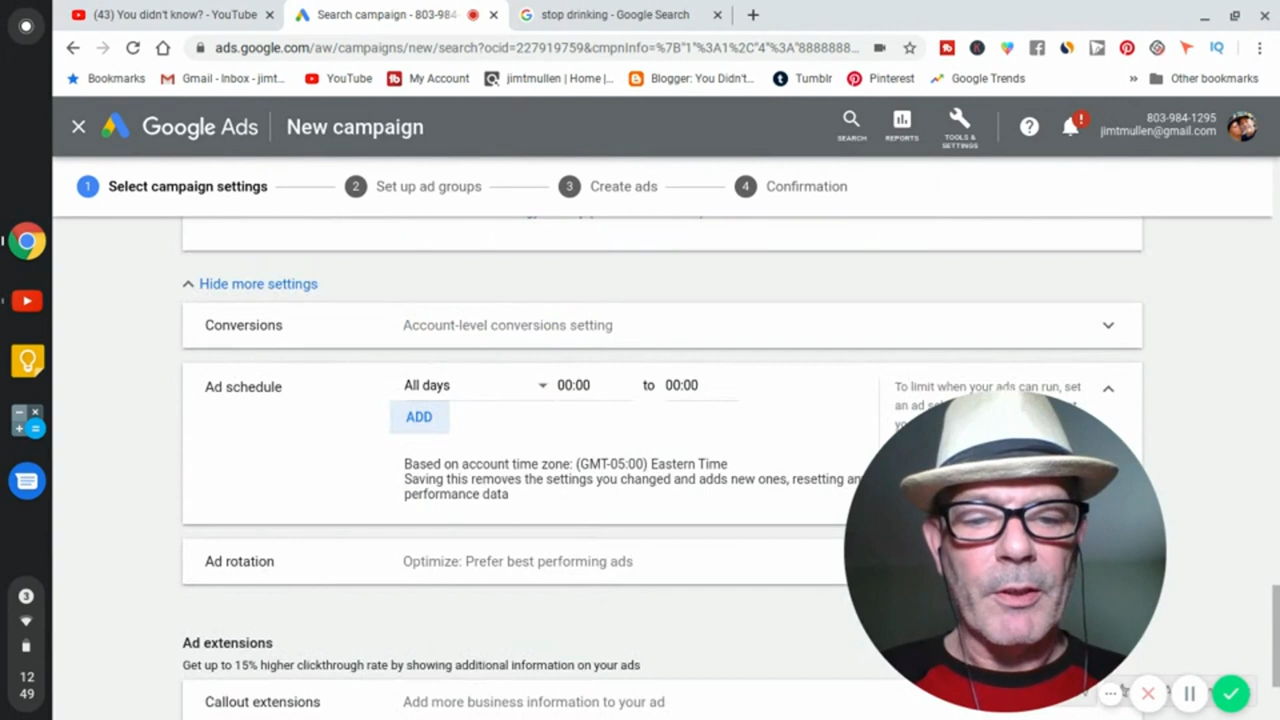 (43) You didn't know? - YouTube
Search campaign - 803-984
stop drinking - Google Search
ads.google.com/aw/campaigns/new/search?ocid=227919759&cmpnInfo=%7B"1"%3A1%2C"4"%3A"8888888...
Bookmarks
Gmail - Inbox - jimt...
YouTube
My Account
jimtmullen | Home |...
Blogger: You Didn't...
Tumblr
Pinterest
Google Trends
»
Other bookmarks
Google Ads
New campaign
SEARCH
REPORTS
TOOLS &
SETTINGS
803-984-1295
jimtmullen@gmail.com
1 Select campaign settings
2 Set up ad groups
3 Create ads
4 Confirmation
Hide more settings
Conversions
Account-level conversions setting
Ad schedule
All days
00:00
to 00:00
To limit when your ads can run, set
an ad
ADD
Based on account time zone: (GMT-05:00) Eastern Time
Saving this removes the settings you changed and adds new ones, resetting
performance data
Ad rotation
Optimize: Prefer best performing ads
Ad extensions
Get up to 15% higher clickthrough rate by showing additional information on your ads
Callout extensions
Add more business information to your ad
3
12
49